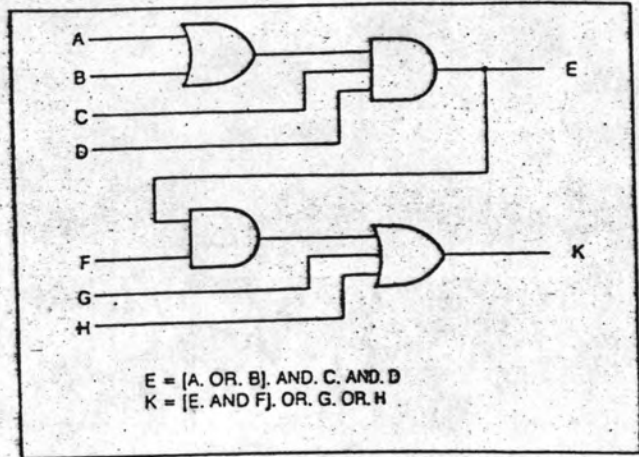 A
B
C
D
E
F
G
H
K
E = [A. OR. B]. AND. C. AND. D
K = [E. AND F]. OR. G. OR. H